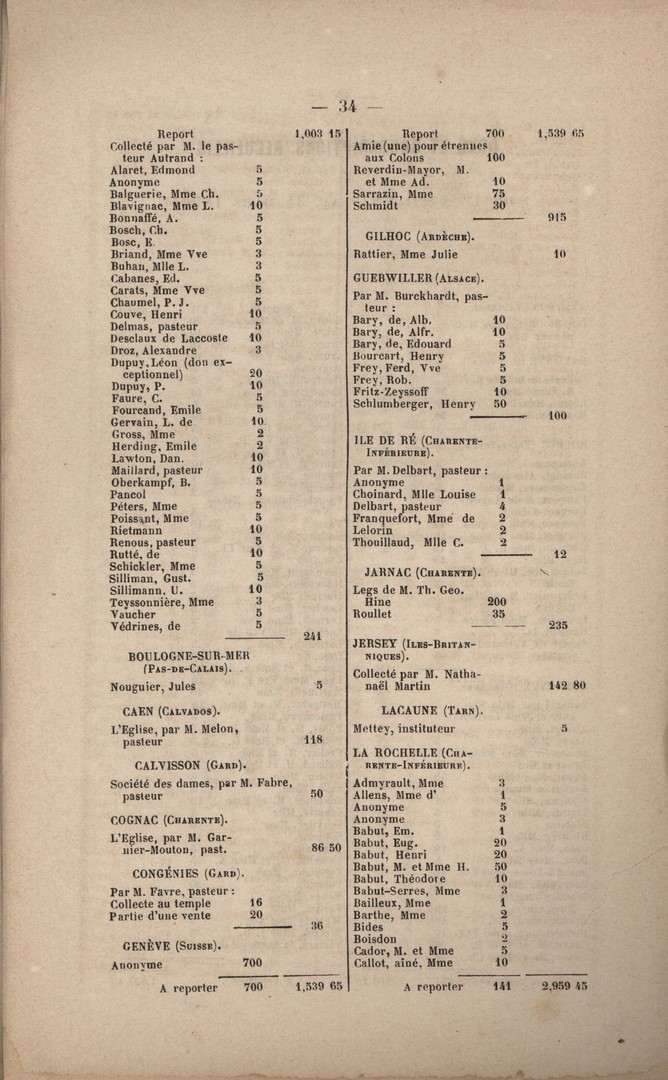 — 34 —
Report 1,003 15
Collecté par M. le pas-
teur Autrand :
Alaret, Edmond 5
Anonyme 5
Balguerie, Mme Ch. 5
Blavignac, Mme L. 10
Bonnaffé, A. 5
Bosch, Ch. 5
Bosc, E. 5
Briand, Mme Vve 3
Buhan, Mlle L. 3
Cabanes, Ed. 5
Carats, Mme Vve 5
Chaumel, P. J. 5
Couve, Henri 10
Delmas, pasteur 5
Desclaux de Laccoste 10
Droz, Alexandre 3
Dupuy, Léon (don ex-
ceptionnel) 20
Dupuy, P. 10
Faure, C. 5
Fourcand, Emile 5
Gervain, L. de 10
Gross, Mme 2
Herding, Emile 2
Lawton, Dan. 10
Maillard, pasteur 10
Oberkampf, B. 5
Pancol 5
Péters, Mme 5
Poissant, Mme 5
Rietmann 10
Renous, pasteur 5
Rutté, de 10
Schickler, Mme 5
Silliman, Gust. 5
Sillimann, U. 10
Teyssonnière, Mme 3
Vaucher 5
Védrines, de 5
241
BOULOGNE-SUR-MER
(PAS-DE-CALAIS).
Nouguier, Jules 5
CAEN (CALVADOS).
L'Eglise, par M. Melon,
pasteur 118
CALVISSON (GARD).
Société des dames, par M. Fabre,
pasteur 50
COGNAC (CHARENTE).
L'Eglise, par M. Gar-
nier-Mouton, past. 86 50
CONGÉNIES (GARD).
Par M. Favre, pasteur :
Collecte au temple 16
Partie d'une vente 20
36
GENÈVE (SUISSE).
Anonyme 700
A reporter 700 1,539 65
Report 700 1,539 65
Amie (une) pour étrennes
aux Colons 100
Reverdin-Mayor, M.
et Mme Ad. 10
Sarrazin, Mme 75
Schmidt 30
915
GILHOC (ARDÈCHE).
Rattier, Mme Julie 10
GUEBWILLER (ALSACE).
Par M. Burckhardt, pas-
teur :
Bary, de, Alb. 10
Bary, de, Alfr. 10
Bary, de, Edouard 5
Bourcart, Henry 5
Frey, Ferd, Vve 5
Frey, Rob. 5
Fritz-Zeyssoff 10
Schlumberger, Henry 50
100
ILE DE RÉ (CHARENTE-
INFÉRIEURE).
Par M. Delbart, pasteur :
Anonyme 1
Choinard, Mlle Louise 1
Delbart, pasteur 4
Franquefort, Mme de 2
Lelorin 2
Thouillaud, Mlle C. 2
12
JARNAC (CHARENTE).
Legs de M. Th. Geo.
Hine 200
Roullet 35
235
JERSEY (ILES-BRITAN-
NIQUES).
Collecté par M. Natha-
naël Martin 142 80
LACAUNE (TARN).
Mettey, instituteur 5
LA ROCHELLE (CHA-
RENTE-INFÉRIEURE).
Admyrault, Mme 3
Allens, Mme d' 1
Anonyme 5
Anonyme 3
Babut, Em. 1
Babut, Eug. 20
Babut, Henri 20
Babut, M. et Mme H. 50
Babut, Théodore 10
Babut-Serres, Mme 3
Bailleux, Mme 1
Barthe, Mme 2
Bides 5
Boisdon 2
Cador, M. et Mme 5
Callot, aîné, Mme 10
A reporter 141 2,959 45